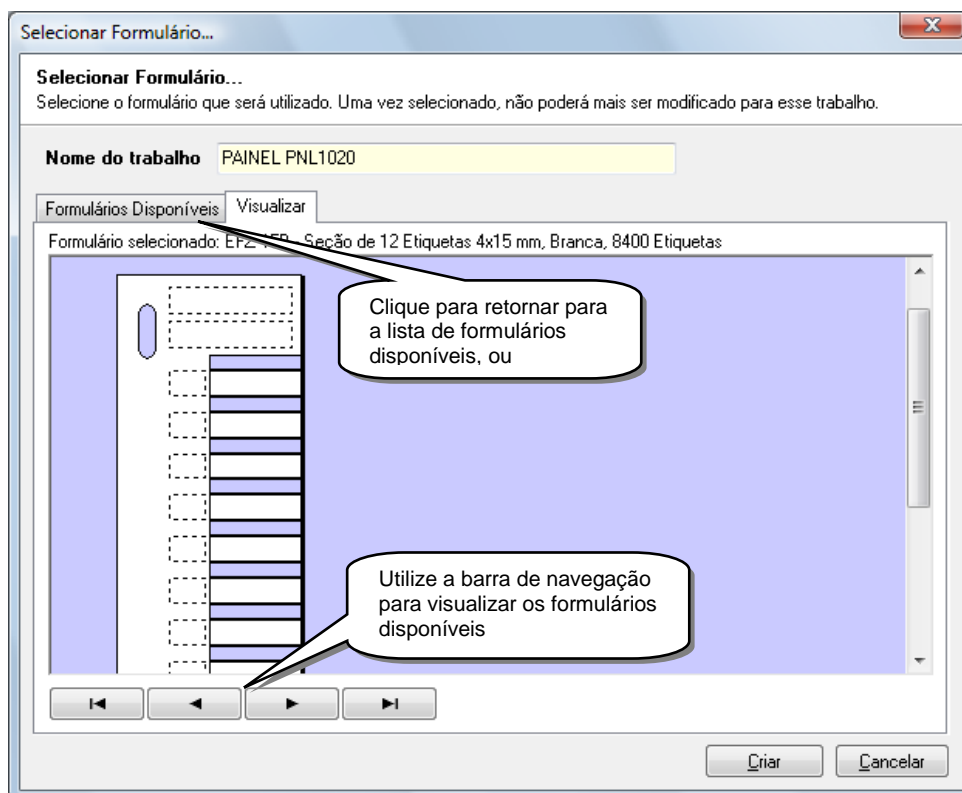 Selecionar Formulário...
Selecionar Formulário...
Selecione o formulário que será utilizado. Uma vez selecionado, não poderá mais ser modificado para esse trabalho.
Nome do trabalho PAINEL PNL1020
Formulários Disponíveis Visualizar
Formulário selecionado: Seção de 12 Etiquetas 4x15 mm, Branca, 8400 Etiquetas
Clique para retornar para
a lista de formulários
disponíveis, ou
Utilize a barra de navegação
para visualizar os formulários
disponíveis
Criar Cancelar